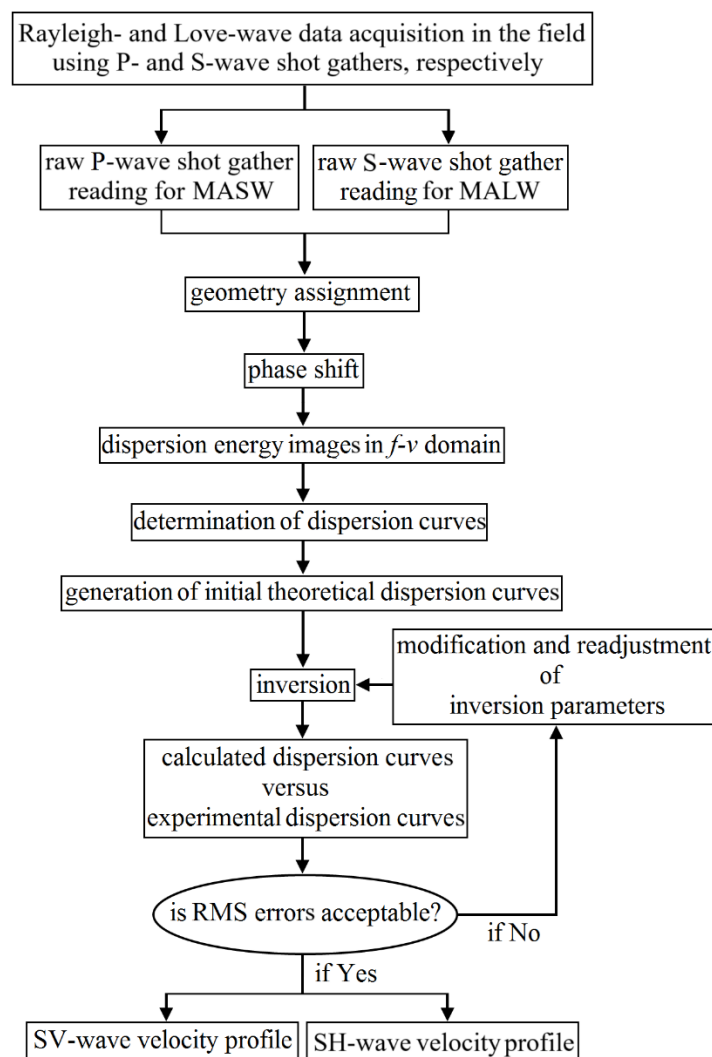 Rayleigh- and Love-wave data acquisition in the field
using P- and S-wave shot gathers, respectively
raw P-wave shot gather
reading for MASW
raw S-wave shot gather
reading for MALW
geometry assignment
phase shift
dispersion energy images in f-v domain
determination of dispersion curves
generation of initial theoretical dispersion curves
inversion
modification and readjustment
of
inversion parameters
calculated dispersion curves
versus
experimental dispersion curves
is RMS errors acceptable?
if No
if Yes
SV-wave velocity profile
SH-wave velocity profile